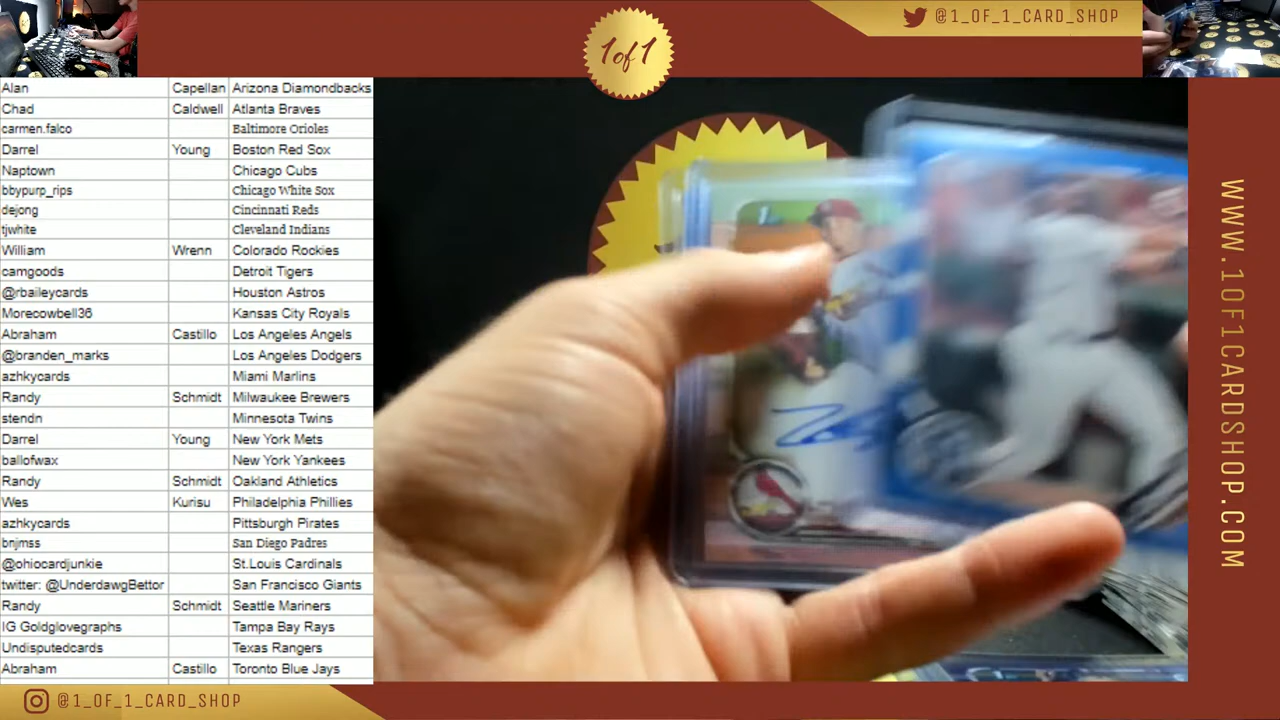 @1_OF_1_CARD_SHOP
1of1
Alan Capellan Arizona Diamondbacks
Chad Caldwell Atlanta Braves
carmen.falco Baltimore Orioles
Darrel Young Boston Red Sox
Naptown Chicago Cubs
bbypurp_rips Chicago White Sox
dejong Cincinnati Reds
tjwhite Cleveland Indians
William Wrenn Colorado Rockies
camgoods Detroit Tigers
@rbaileycards Houston Astros
Morecowbell36 Kansas City Royals
Abraham Castillo Los Angeles Angels
@branden_marks Los Angeles Dodgers
azhkycards Miami Marlins
Randy Schmidt Milwaukee Brewers
stendn Minnesota Twins
Darrel Young New York Mets
ballofwax New York Yankees
Randy Schmidt Oakland Athletics
Wes Kurisu Philadelphia Phillies
azhkycards Pittsburgh Pirates
bnjmss San Diego Padres
@ohiocardjunkie St.Louis Cardinals
twitter: @UnderdawgBettor San Francisco Giants
Randy Schmidt Seattle Mariners
IG Goldglovegraphs Tampa Bay Rays
Undisputedcards Texas Rangers
Abraham Castillo Toronto Blue Jays
WWW.1OF1CARDSHOP.COM
@1_OF_1_CARD_SHOP